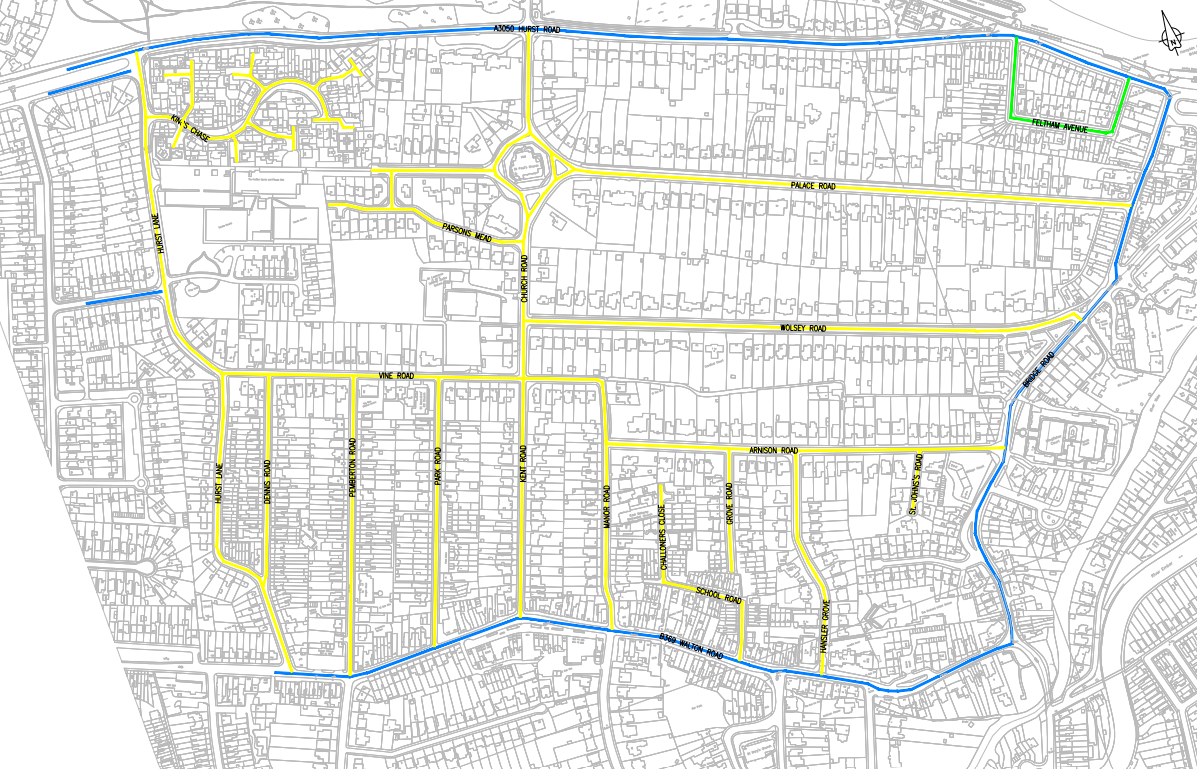 A3050 HURST ROAD
N
FELTHAM AVENUE
KING'S CHASE
PALACE ROAD
HURST LANE
PARSONS MEAD
CHURCH ROAD
WOLSEY ROAD
BRIDGE ROAD
VINE ROAD
ARNISON ROAD
HURST LANE
DENNIS ROAD
PEMBERTON ROAD
PARK ROAD
KENT ROAD
MANOR ROAD
GROVE ROAD
ST. JOHNS'S ROAD
CHALLONERS CLOSE
SCHOOL ROAD
HANSLER GROVE
B369 WALTON ROAD